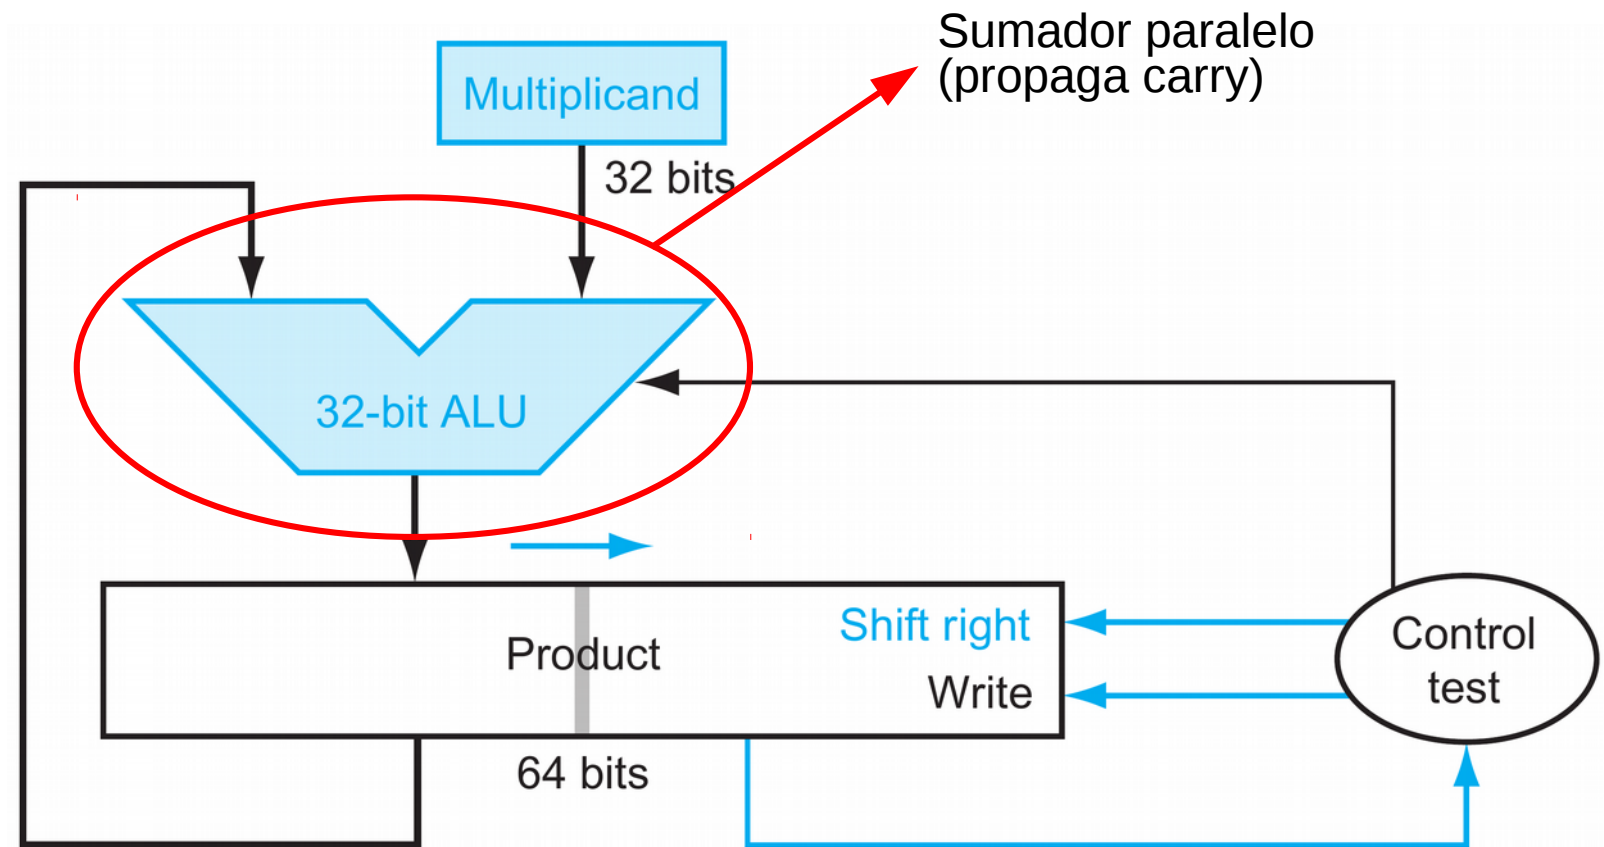 Sumador paralelo
(propaga carry)
Multiplicand
32 bits
32-bit ALU
Shift right
Product
Write
Control
test
64 bits